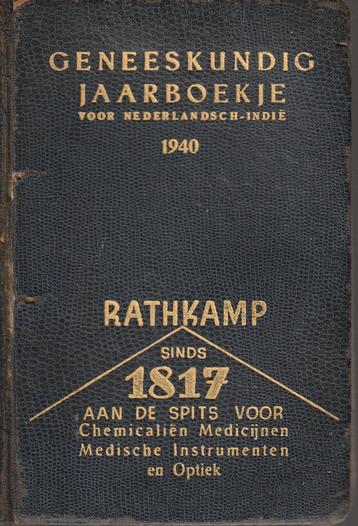 GENEESKUNDIG
JAARBOEKJE
VOOR NEDERLANDSCH-INDIË
1940
RATHKAMP
SINDS
1817
AAN DE SPITS VOOR
Chemicaliën Medicijnen
Medische Instrumenten
en Optiek